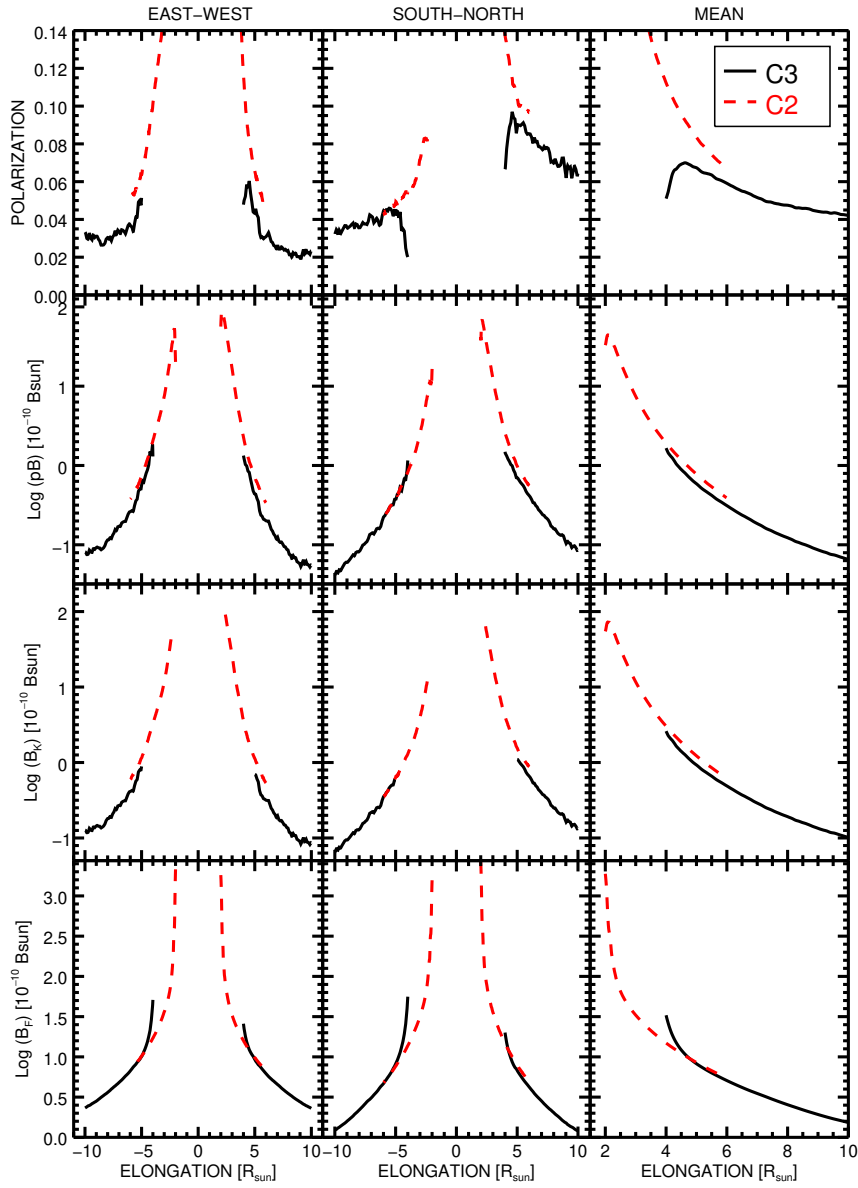 EAST−WEST SOUTH−NORTH MEAN
0.14
0.12
0.10
0.08
0.06
0.04
0.02
0.00
POLARIZATION
C3
C2
2
1
0
−1
Log (pB) [10⁻¹⁰ Bsun]
2
1
0
−1
Log (B_K) [10⁻¹⁰ Bsun]
3.0
2.5
2.0
1.5
1.0
0.5
0.0
Log (B_F) [10⁻¹⁰ Bsun]
−10 −5 0 5 10 −10 −5 0 5 10 2 4 6 8 10
ELONGATION [R_sun] ELONGATION [R_sun] ELONGATION [R_sun]